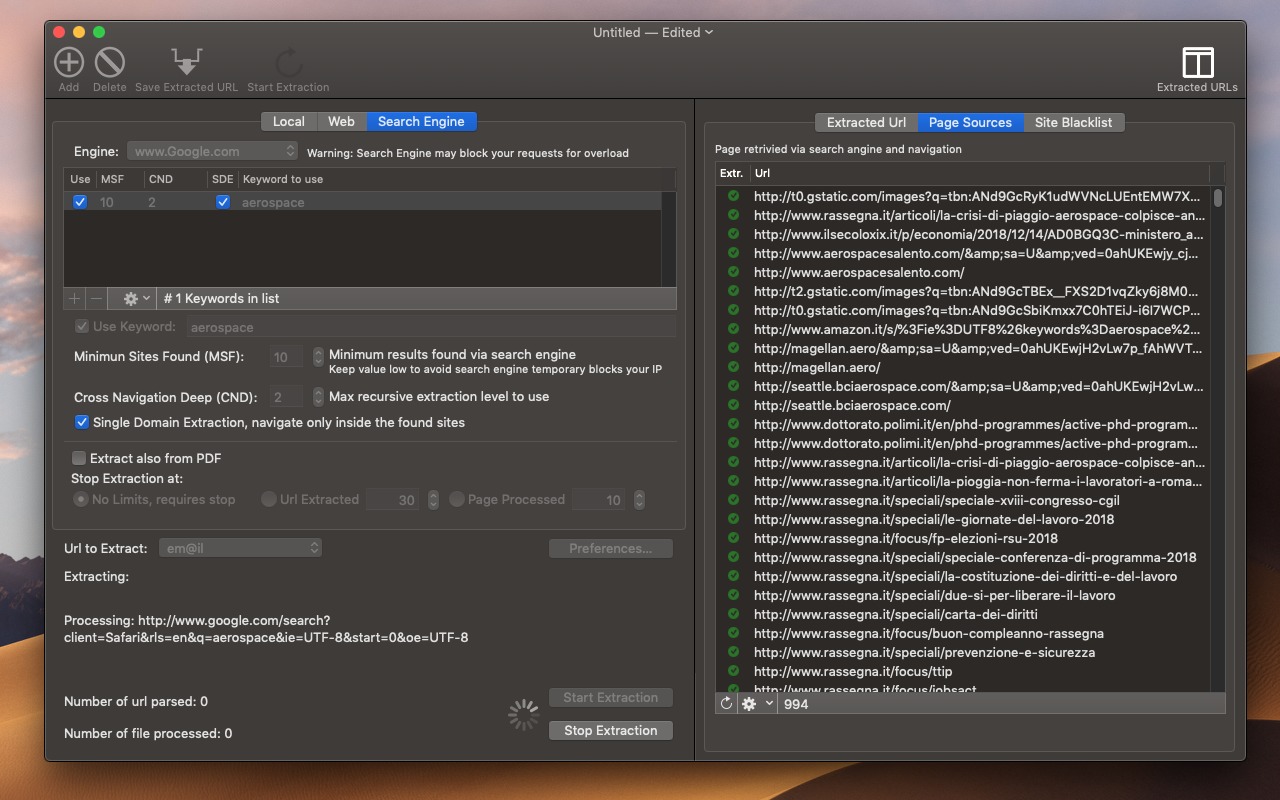 Untitled — Edited
Add
Delete
Save Extracted URL
Start Extraction
Extracted URLs
Local
Web
Search Engine
Engine:
www.Google.com
Warning: Search Engine may block your requests for overload
Use MSF CND SDE Keyword to use
10 2 aerospace
# 1 Keywords in list
Use Keyword: aerospace
Minimun Sites Found (MSF): 10 Minimum results found via search engine
Keep value low to avoid search engine temporary blocks your IP
Cross Navigation Deep (CND): 2 Max recursive extraction level to use
Single Domain Extraction, navigate only inside the found sites
Extract also from PDF
Stop Extraction at:
No Limits, requires stop Url Extracted 30 Page Processed 10
Url to Extract: em@il Preferences...
Extracting:
Processing: http://www.google.com/search?
client=Safari&rls=en&q=aerospace&ie=UTF-8&start=0&oe=UTF-8
Number of url parsed: 0
Start Extraction
Number of file processed: 0
Stop Extraction
Extracted Url
Page Sources
Site Blacklist
Page retrivied via search angine and navigation
Extr. Url
http://t0.gstatic.com/images?q=tbn:ANd9GcRyK1udWVNcLUEntEMW7X...
http://www.rassegna.it/articoli/la-crisi-di-piaggio-aerospace-colpisce-an...
http://www.ilsecoloxix.it/p/economia/2018/12/14/AD0BGQ3C-ministero_a...
http://www.aerospacesalento.com/&amp;sa=U&amp;ved=0ahUKEwjy_cj...
http://www.aerospacesalento.com/
http://t2.gstatic.com/images?q=tbn:ANd9GcTBEx__FXS2D1vqZky6j8M0...
http://t0.gstatic.com/images?q=tbn:ANd9GcSbiKmxx7C0hTEiJ-i6I7WCP...
http://www.amazon.it/s/%3Fie%3DUTF8%26keywords%3Daerospace%2...
http://magellan.aero/&amp;sa=U&amp;ved=0ahUKEwjH2vLw7p_fAhWVT...
http://magellan.aero/
http://seattle.bciaerospace.com/&amp;sa=U&amp;ved=0ahUKEwjH2vLw...
http://seattle.bciaerospace.com/
http://www.dottorato.polimi.it/en/phd-programmes/active-phd-program...
http://www.dottorato.polimi.it/en/phd-programmes/active-phd-program...
http://www.rassegna.it/articoli/la-crisi-di-piaggio-aerospace-colpisce-an...
http://www.rassegna.it/articoli/la-pioggia-non-ferma-i-lavoratori-a-roma...
http://www.rassegna.it/speciali/speciale-xviii-congresso-cgil
http://www.rassegna.it/speciali/le-giornate-del-lavoro-2018
http://www.rassegna.it/focus/fp-elezioni-rsu-2018
http://www.rassegna.it/speciali/speciale-conferenza-di-programma-2018
http://www.rassegna.it/speciali/la-costituzione-dei-diritti-e-del-lavoro
http://www.rassegna.it/speciali/due-si-per-liberare-il-lavoro
http://www.rassegna.it/speciali/carta-dei-diritti
http://www.rassegna.it/focus/buon-compleanno-rassegna
http://www.rassegna.it/speciali/prevenzione-e-sicurezza
http://www.rassegna.it/focus/ttip
http://www.rassegna.it/focus/jobsact
994